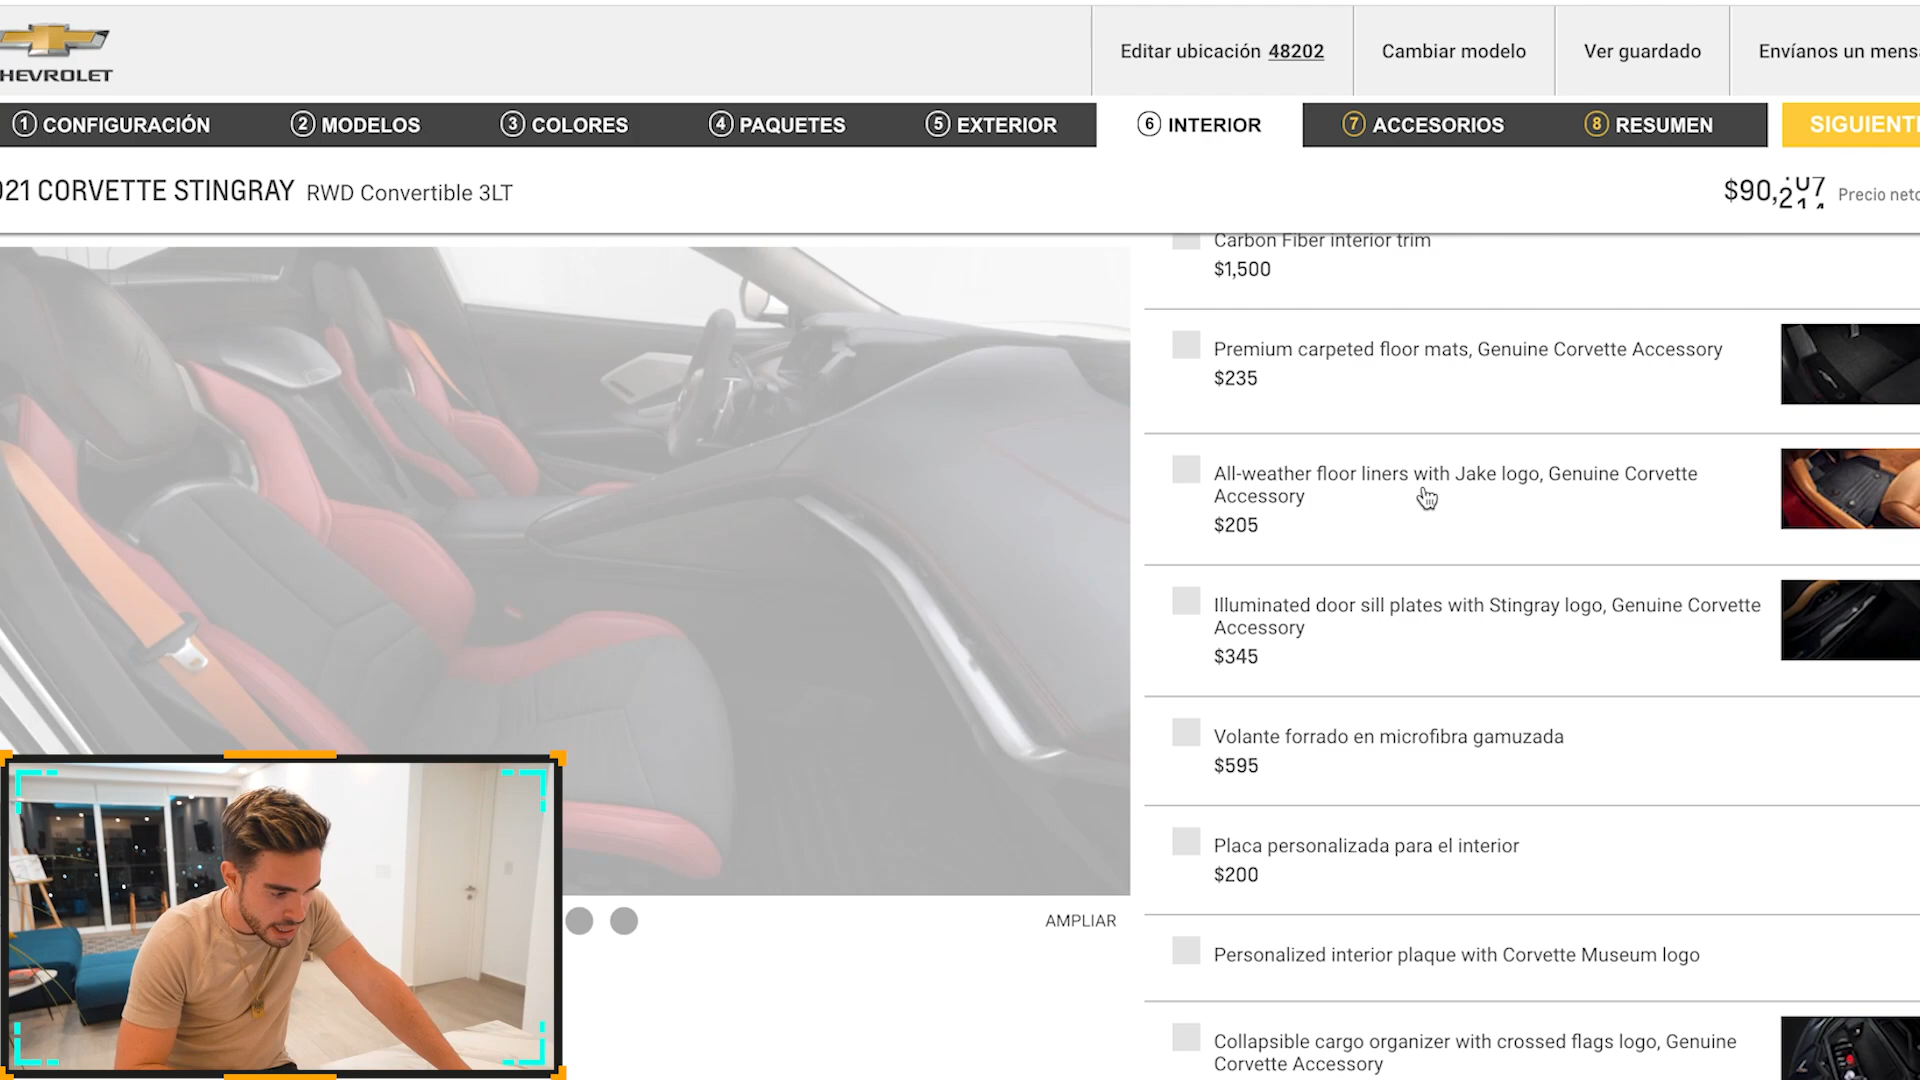 HEVROLET
Editar ubicación 48202
Cambiar modelo
Ver guardado
Envíanos un mensa
1 CONFIGURACIÓN
2 MODELOS
3 COLORES
4 PAQUETES
5 EXTERIOR
6 INTERIOR
7 ACCESORIOS
8 RESUMEN
SIGUIENT
021 CORVETTE STINGRAY RWD Convertible 3LT
$90,2 Precio neto
Carbon Fiber interior trim
$1,500
Premium carpeted floor mats, Genuine Corvette Accessory
$235
All-weather floor liners with Jake logo, Genuine Corvette
Accessory
$205
Illuminated door sill plates with Stingray logo, Genuine Corvette
Accessory
$345
Volante forrado en microfibra gamuzada
$595
Placa personalizada para el interior
$200
Personalized interior plaque with Corvette Museum logo
Collapsible cargo organizer with crossed flags logo, Genuine
Corvette Accessory
AMPLIAR